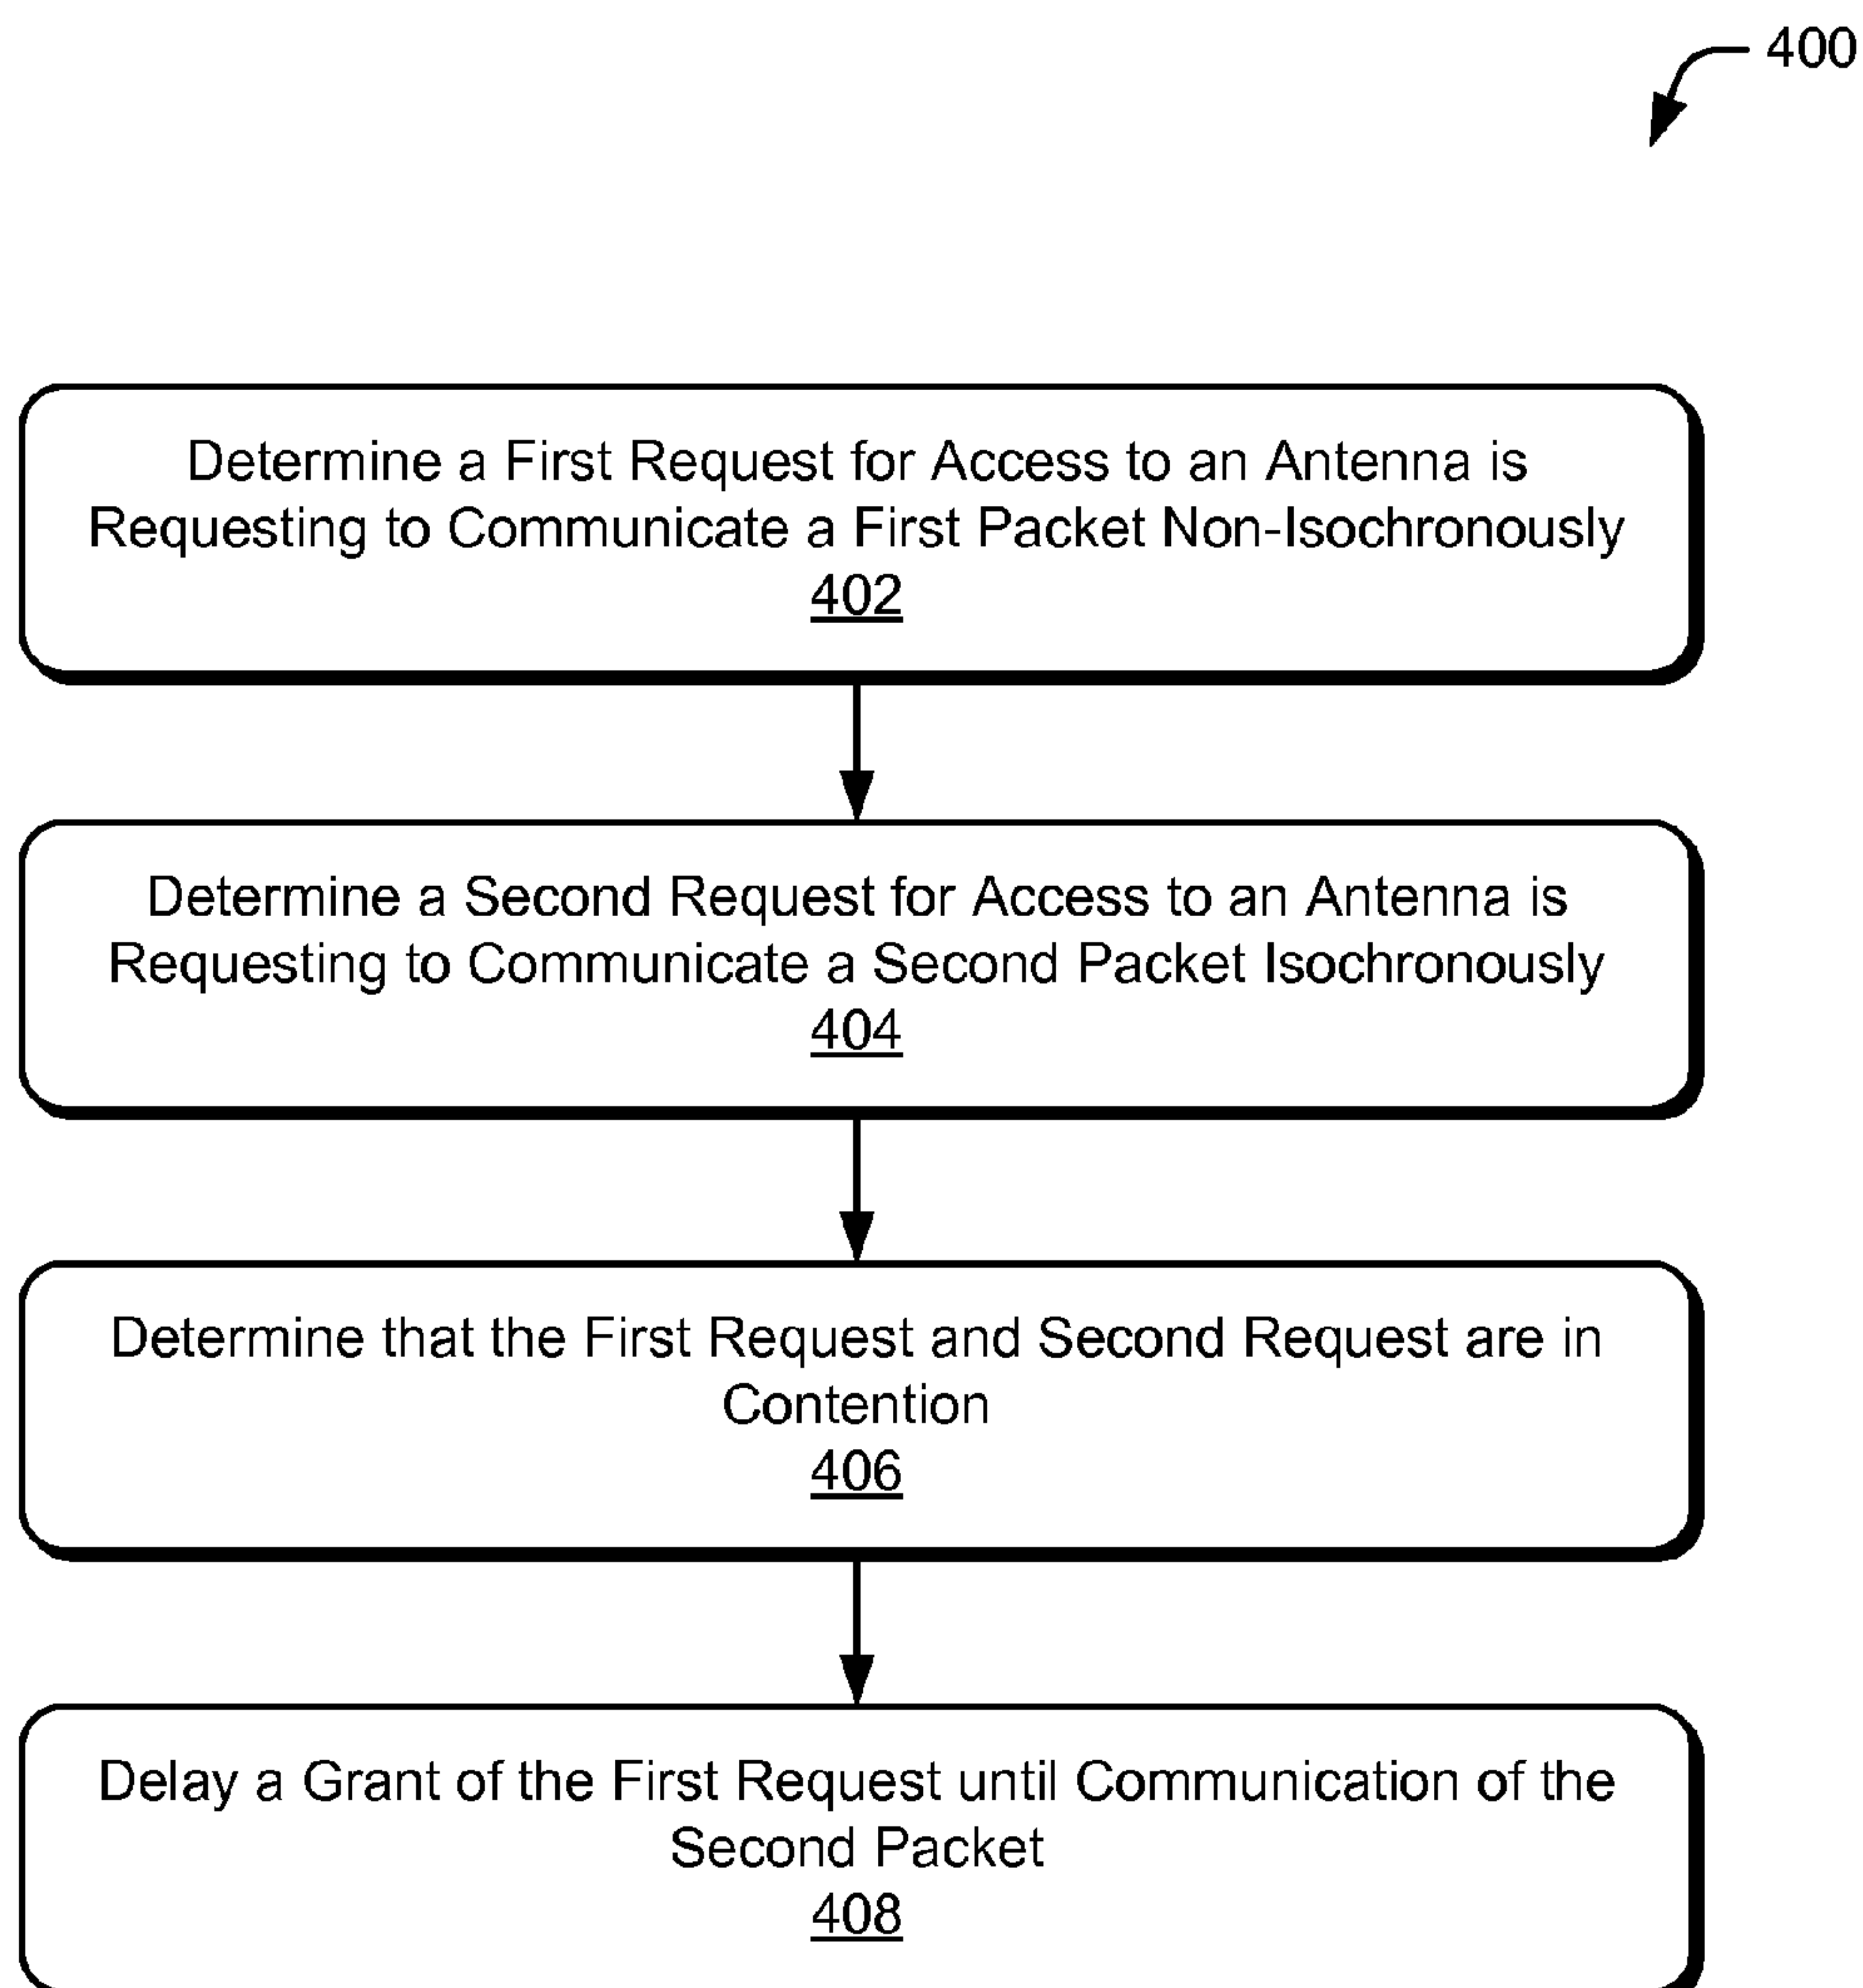 400
Determine a First Request for Access to an Antenna is
Requesting to Communicate a First Packet Non-Isochronously
402
Determine a Second Request for Access to an Antenna is
Requesting to Communicate a Second Packet Isochronously
404
Determine that the First Request and Second Request are in
Contention
406
Delay a Grant of the First Request until Communication of the
Second Packet
408